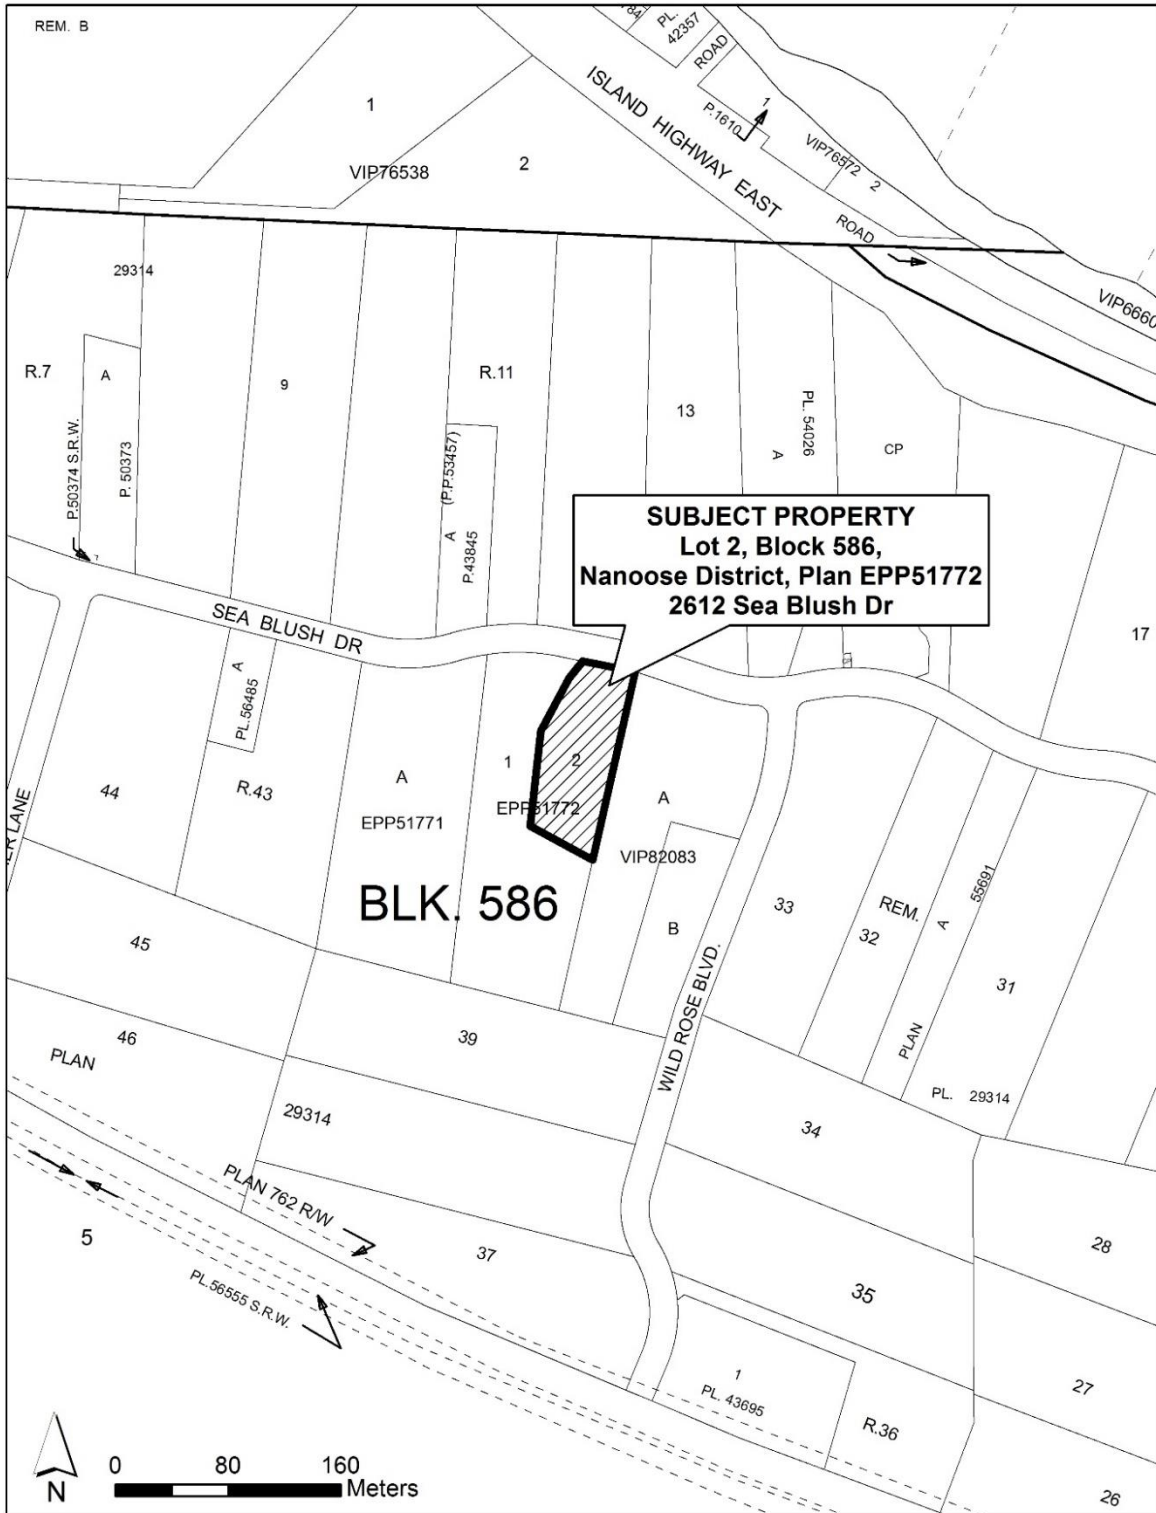 REM. B
784
PL.
42357
ROAD
1
ISLAND HIGHWAY EAST
P.1610
1
VIP76538
2
VIP76572
2
ROAD
VIP6660
29314
R.7
A
9
R.11
13
PL. 54026
A
CP
P.50374 S.R.W.
P. 50373
(P.P.53457)
A
P.43845
SUBJECT PROPERTY
Lot 2, Block 586,
Nanoose District, Plan EPP51772
2612 Sea Blush Dr
17
SEA BLUSH DR
A
PL.56485
44
R.43
A
EPP51771
1
2
EPP51772
A
VIP82083
B
ER LANE
BLK. 586
33
REM.
32
A
55691
PLAN
31
PL. 29314
45
46
PLAN
39
WILD ROSE BLVD.
29314
34
PLAN 762 R/W
5
37
PL.56555 S.R.W.
28
35
1
PL. 43695
27
R.36
26
N
0 80 160
Meters